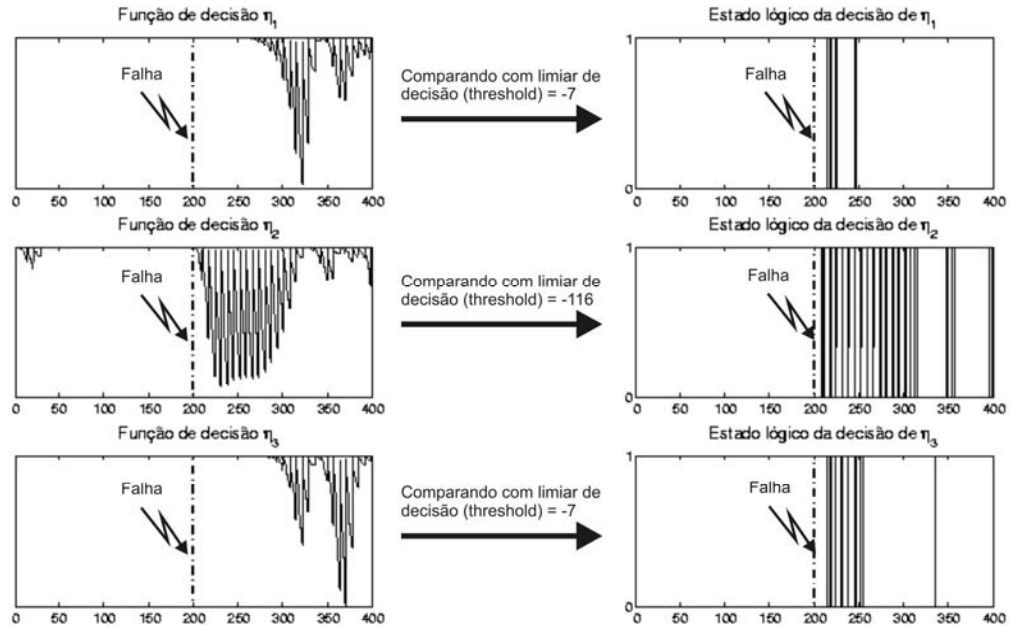 Função de decisão η1
Estado lógico da decisão de η1
Falha
Comparando com limiar de
decisão (threshold) = -7
1
Falha
0
0 50 100 150 200 250 300 350 400
0 50 100 150 200 250 300 350 400
Função de decisão η2
Estado lógico da decisão de η2
Falha
Comparando com limiar de
decisão (threshold) = -116
1
Falha
0
0 50 100 150 200 250 300 350 400
0 50 100 150 200 250 300 350 400
Função de decisão η3
Estado lógico da decisão de η3
Falha
Comparando com limiar de
decisão (threshold) = -7
1
Falha
0
0 50 100 150 200 250 300 350 400
0 50 100 150 200 250 300 350 400